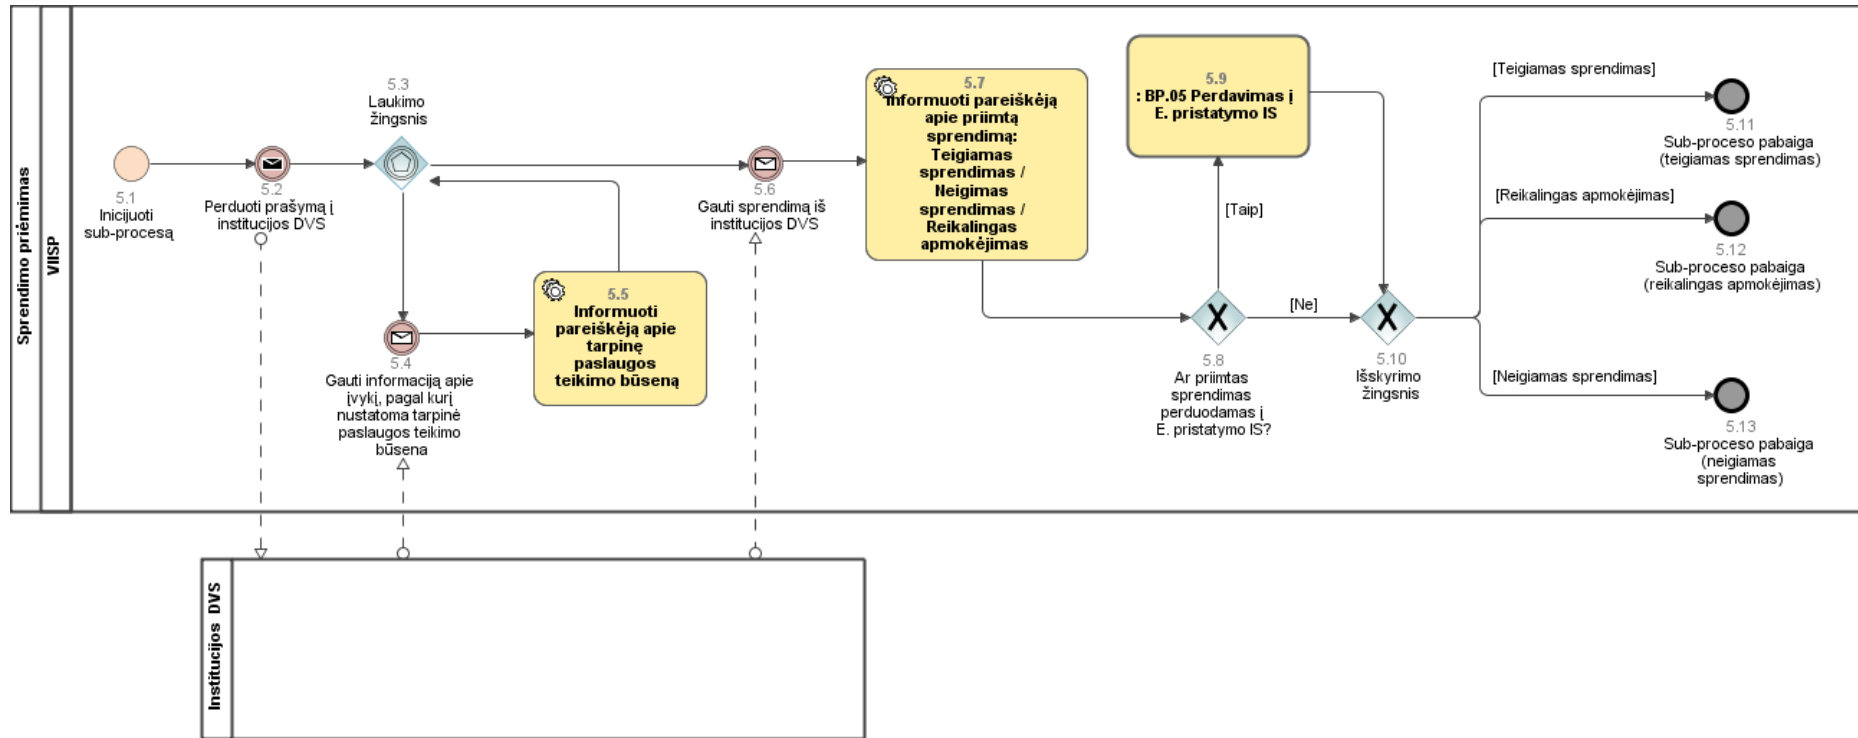 Sprendimo priėmimas
VIISP
5.1
Inicijuoti
sub-procesą
5.2
Perduoti prašymą į
institucijos DVS
5.3
Laukimo
žingsnis
5.4
Gauti informaciją apie
įvykį, pagal kurį
nustatoma tarpinė
paslaugos teikimo
būsena
5.5
Informuoti
pareiškėją apie
tarpinę
paslaugos
teikimo būseną
5.6
Gauti sprendimą iš
institucijos DVS
5.7
Informuoti pareiškėją
apie priimtą
sprendimą:
Teigiamas
sprendimas /
Neigimas
sprendimas /
Reikalingas
apmokėjimas
5.8
Ar priimtas
sprendimas
perduodamas į
E. pristatymo IS?
[Taip]
[Ne]
5.9
: BP.05 Perdavimas į
E. pristatymo IS
5.10
Išskyrimo
žingsnis
[Teigiamas sprendimas]
5.11
Sub-proceso pabaiga
(teigiamas sprendimas)
[Reikalingas apmokėjimas]
5.12
Sub-proceso pabaiga
(reikalingas apmokėjimas)
[Neigiamas sprendimas]
5.13
Sub-proceso pabaiga
(neigiamas
sprendimas)
Institucijos DVS